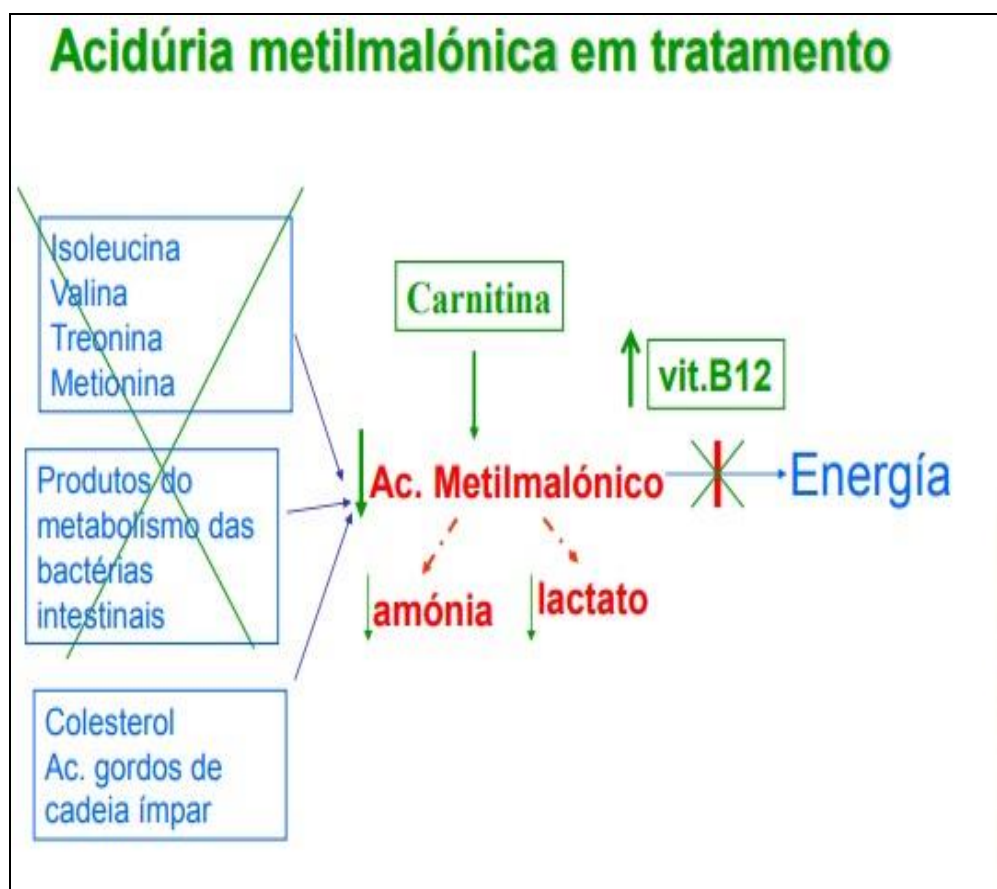 Acidúria metilmalónica em tratamento
Isoleucina
Valina
Treonina
Metionina
Carnitina
vit.B12
Produtos do
metabolismo das
bactérias
intestinais
Ac. Metilmalónico
Energía
amónia
lactato
Colesterol
Ac. gordos de
cadeia ímpar